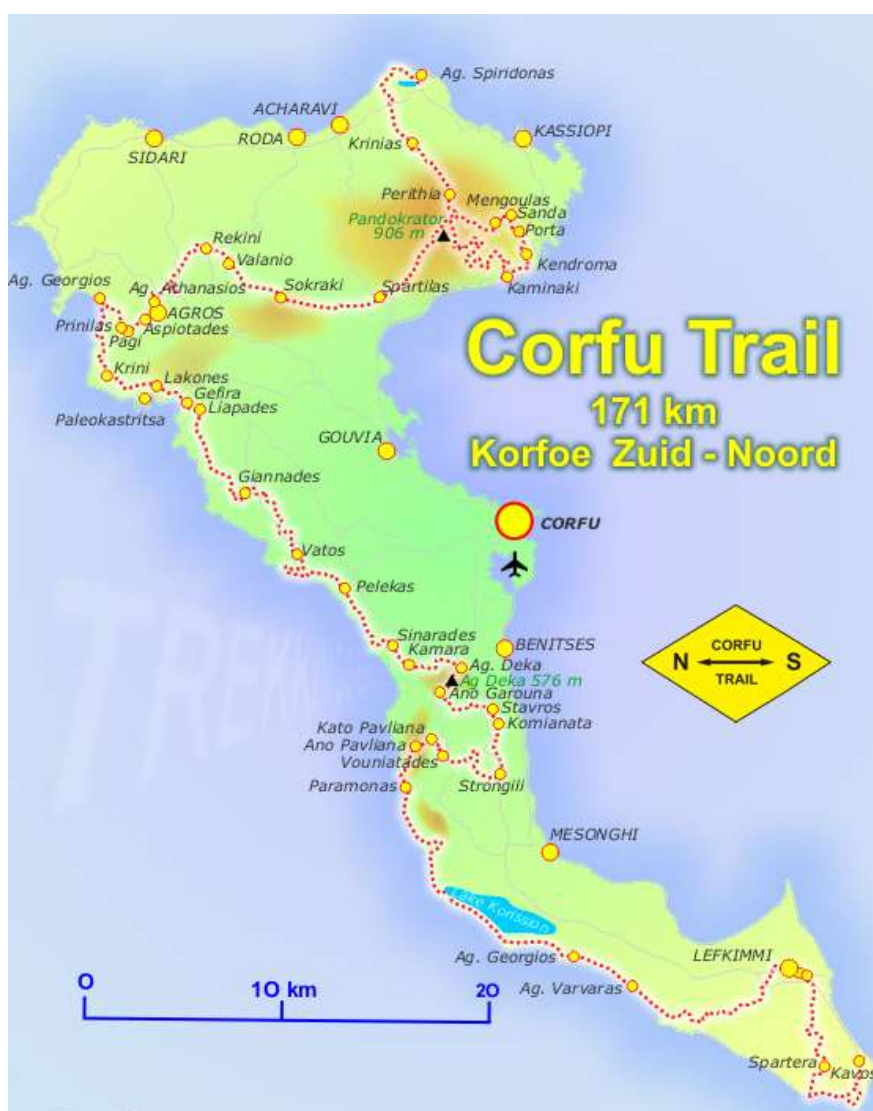 Ag. Spiridonas
ACHARAVI
RODA
KASSIOPI
SIDARI
Krinias
Perithia
Mengoulas
Sanda
Pandokrator
906 m
Porta
Rekini
Valanio
Kendroma
Ag. Georgios
Ag. Athanasios
Sokraki
Spartilas
Kaminaki
AGROS
Prinilas
Aspiotades
Pagi
Corfu Trail
171 km
Korfoe Zuid - Noord
Krini
Lakones
Gefira
Liapades
Paleokastritsa
GOUVIA
Giannades
CORFU
Vatos
Pelekas
Sinarades
Kamara
BENITSES
Ag. Deka
Ag Deka 576 m
Ano Garouna
Stavros
Komianata
CORFU
N S
TRAIL
Kato Pavliana
Ano Pavliana
Vouniatades
Paramonas
Strongili
MESONGHI
Lake Korission
Ag. Georgios
LEFKIMMI
Ag. Varvaras
0 10 km 20
Spartera
Kavos